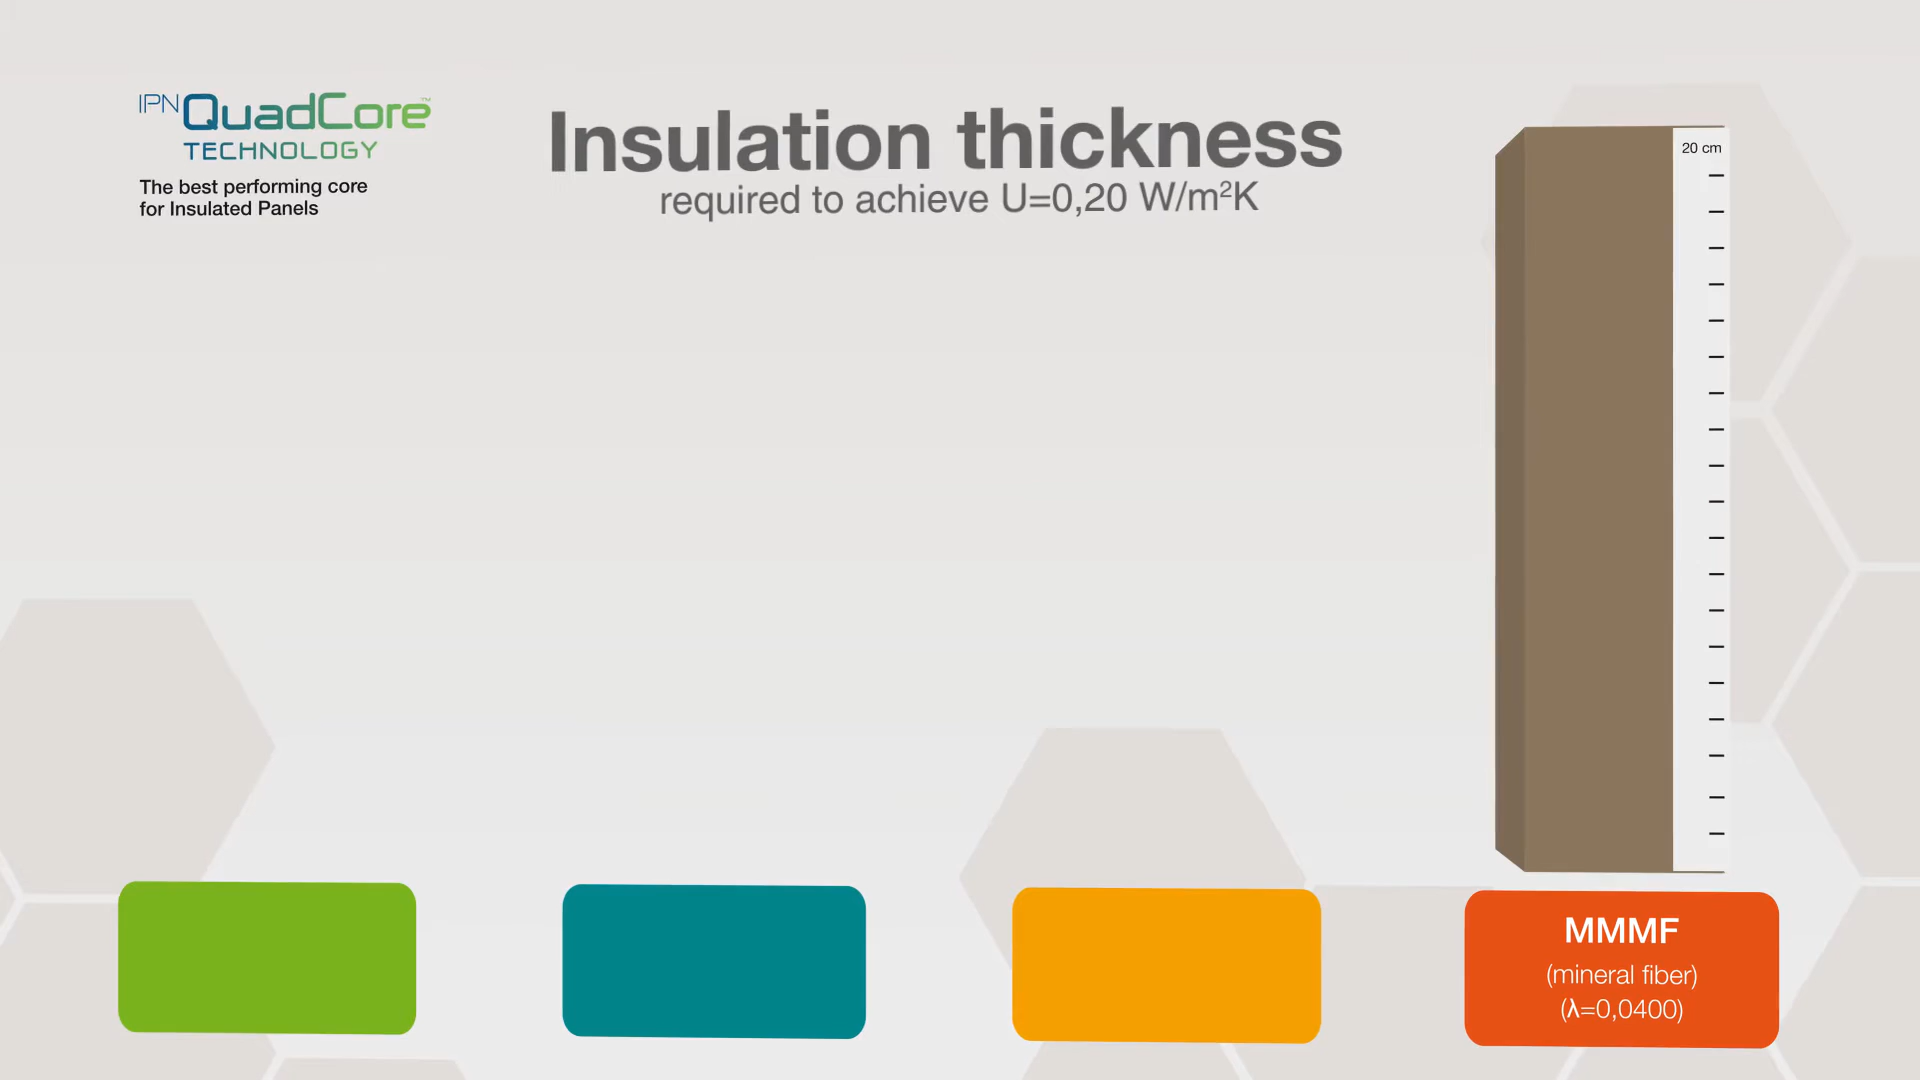 IPN QuadCore™
TECHNOLOGY
The best performing core
for Insulated Panels
Insulation thickness
required to achieve U=0,20 W/m²K
20 cm
MMMF
(mineral fiber)
(λ=0,0400)